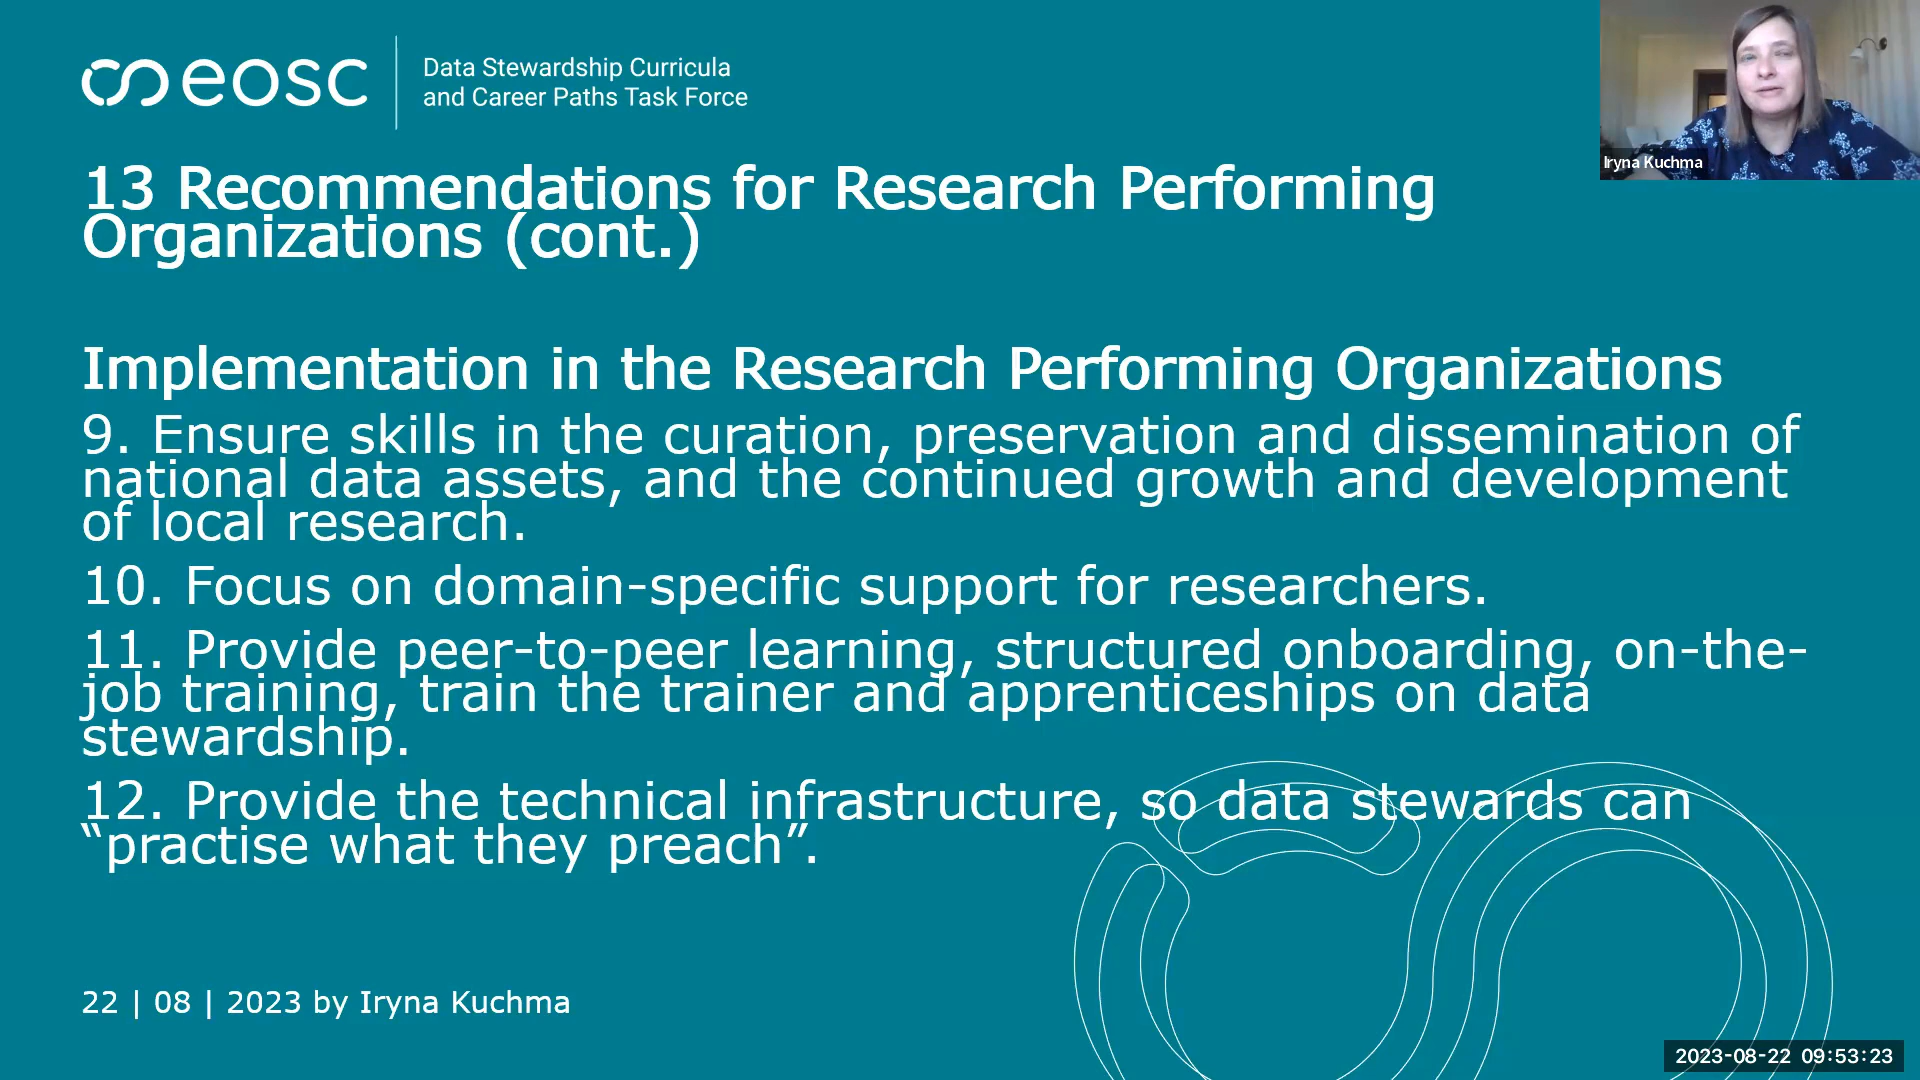 eosc
Data Stewardship Curricula
and Career Paths Task Force
Iryna Kuchma
13 Recommendations for Research Performing
Organizations (cont.)
Implementation in the Research Performing Organizations
9. Ensure skills in the curation, preservation and dissemination of
national data assets, and the continued growth and development
of local research.
10. Focus on domain-specific support for researchers.
11. Provide peer-to-peer learning, structured onboarding, on-the-
job training, train the trainer and apprenticeships on data
stewardship.
12. Provide the technical infrastructure, so data stewards can
“practise what they preach”.
22 | 08 | 2023 by Iryna Kuchma
2023-08-22 09:53:23